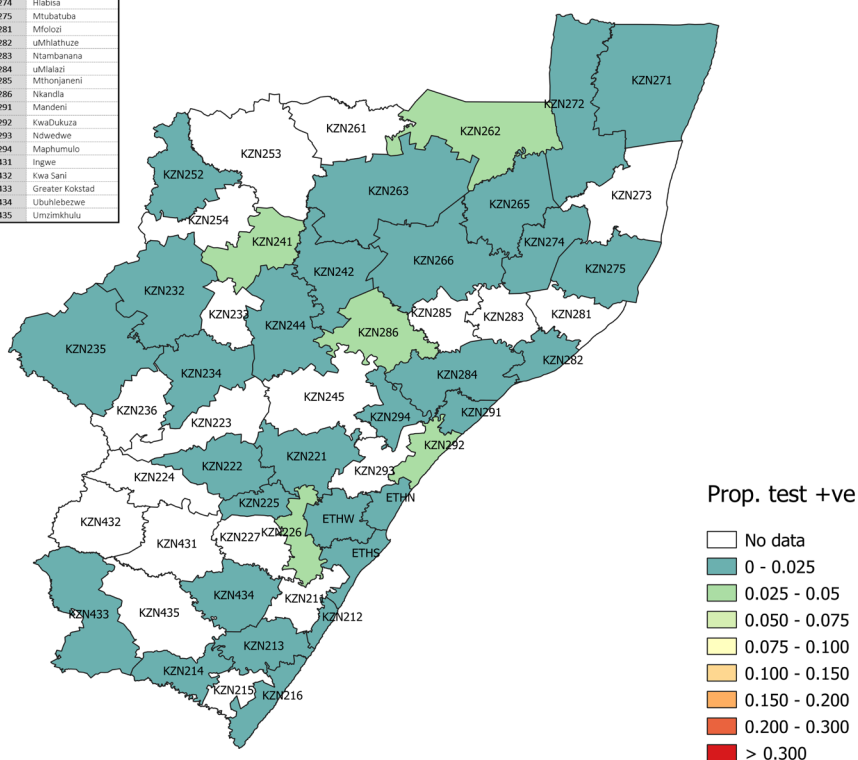 274 Hlabisa
275 Mtubatuba
281 Mfolozi
282 uMhlathuze
283 Ntambanana
284 uMlalazi
285 Mthonjaneni
286 Nkandla
291 Mandeni
292 KwaDukuza
293 Ndwedwe
294 Maphumulo
431 Ingwe
432 Kwa Sani
433 Greater Kokstad
434 Ubuhlebezwe
435 Umzimkhulu
KZN271
KZN272
KZN261
KZN262
KZN253
KZN252
KZN263
KZN273
KZN265
KZN254
KZN241
KZN274
KZN266
KZN275
KZN242
KZN232
KZN233
KZN285
KZN283
KZN281
KZN244
KZN286
KZN235
KZN282
KZN234
KZN284
KZN245
KZN236
KZN291
KZN294
KZN223
KZN292
KZN221
KZN222
KZN293
KZN224
ETHN
KZN225
ETHW
KZN432
KZN226
KZN227
KZN431
ETHS
KZN434
KZN211
KZN433
KZN435
KZN212
KZN213
KZN214
KZN215
KZN216
Prop. test +ve
No data
0 - 0.025
0.025 - 0.05
0.050 - 0.075
0.075 - 0.100
0.100 - 0.150
0.150 - 0.200
0.200 - 0.300
> 0.300